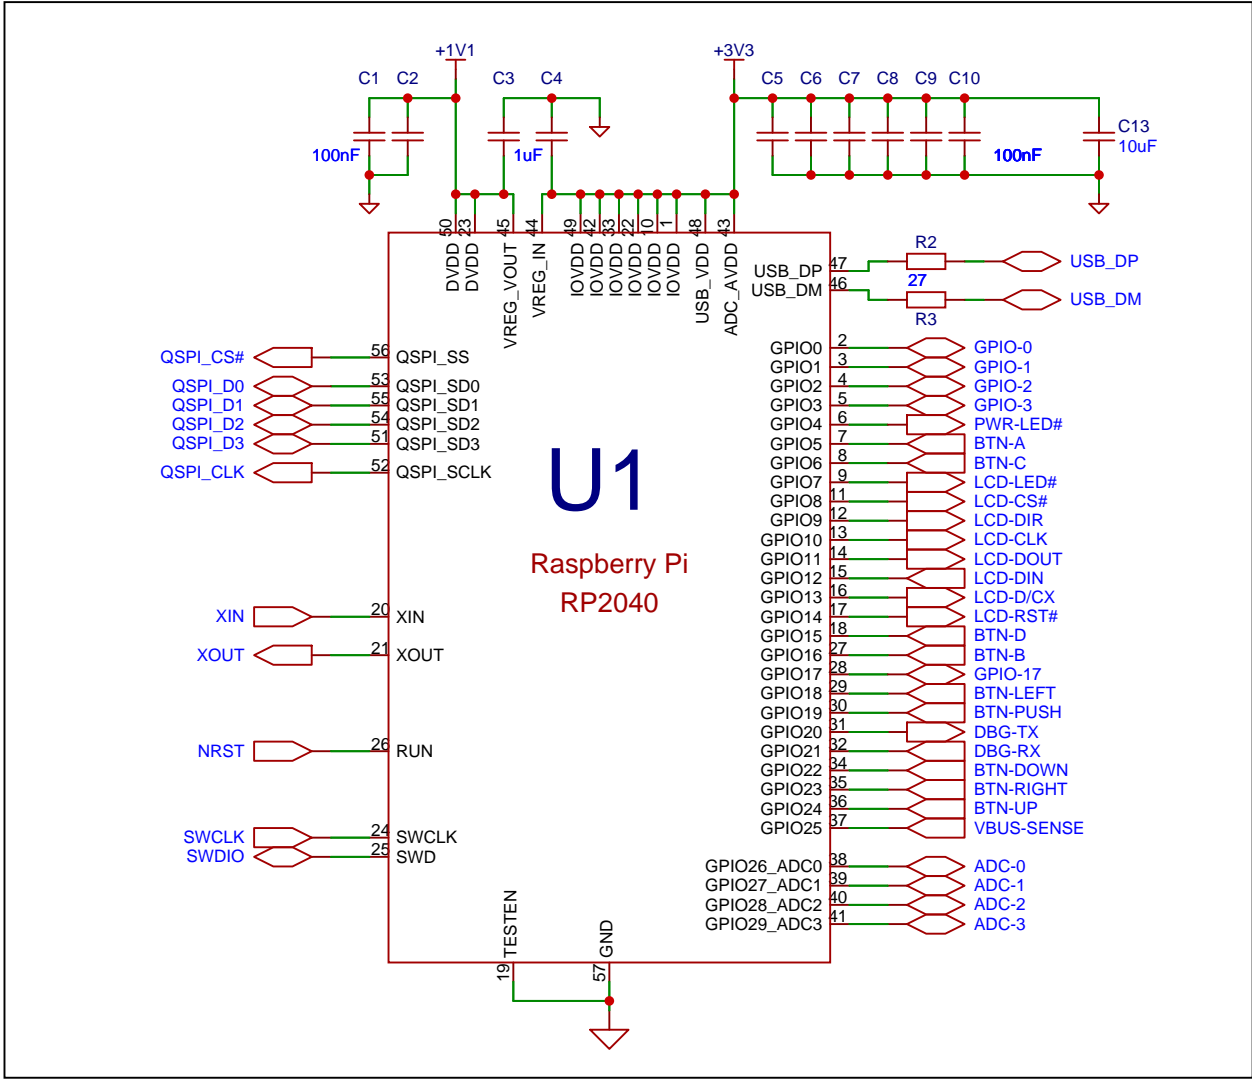 +1V1
+3V3
C1 C2 C3 C4 C5 C6 C7 C8 C9 C10
C13
10uF
100nF 1uF 100nF
50 23 45 44 49 42 33 22 10 1 48 43
DVDD DVDD VREG_VOUT VREG_IN IOVDD IOVDD IOVDD IOVDD IOVDD IOVDD USB_VDD ADC_AVDD
R2
USB_DP 47 USB_DP
27
USB_DM 46 USB_DM
R3
QSPI_CS# 56 QSPI_SS
QSPI_D0 53 QSPI_SD0
QSPI_D1 55 QSPI_SD1
QSPI_D2 54 QSPI_SD2
QSPI_D3 51 QSPI_SD3
QSPI_CLK 52 QSPI_SCLK
XIN 20 XIN
XOUT 21 XOUT
NRST 26 RUN
SWCLK 24 SWCLK
SWDIO 25 SWD
U1
Raspberry Pi
RP2040
GPIO0 2 GPIO-0
GPIO1 3 GPIO-1
GPIO2 4 GPIO-2
GPIO3 5 GPIO-3
GPIO4 6 PWR-LED#
GPIO5 7 BTN-A
GPIO6 8 BTN-C
GPIO7 9 LCD-LED#
GPIO8 11 LCD-CS#
GPIO9 12 LCD-DIR
GPIO10 13 LCD-CLK
GPIO11 14 LCD-DOUT
GPIO12 15 LCD-DIN
GPIO13 16 LCD-D/CX
GPIO14 17 LCD-RST#
GPIO15 18 BTN-D
GPIO16 27 BTN-B
GPIO17 28 GPIO-17
GPIO18 29 BTN-LEFT
GPIO19 30 BTN-PUSH
GPIO20 31 DBG-TX
GPIO21 32 DBG-RX
GPIO22 34 BTN-DOWN
GPIO23 35 BTN-RIGHT
GPIO24 36 BTN-UP
GPIO25 37 VBUS-SENSE
GPIO26_ADC0 38 ADC-0
GPIO27_ADC1 39 ADC-1
GPIO28_ADC2 40 ADC-2
GPIO29_ADC3 41 ADC-3
TESTEN GND
19 57